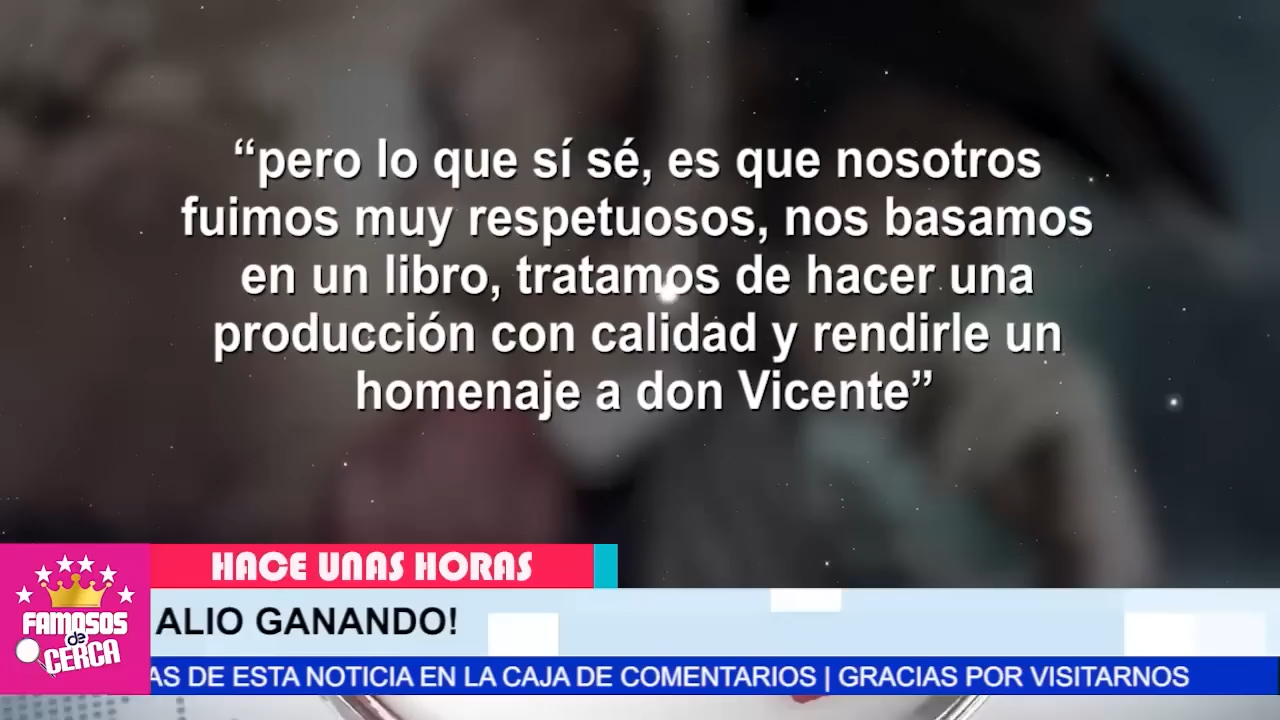 “pero lo que sí sé, es que nosotros
fuimos muy respetuosos, nos basamos
en un libro, tratamos de hacer una
producción con calidad y rendirle un
homenaje a don Vicente”
HACE UNAS HORAS
FAMOSOS
de
CERCA
ALIO GANANDO!
AS DE ESTA NOTICIA EN LA CAJA DE COMENTARIOS | GRACIAS POR VISITARNOS